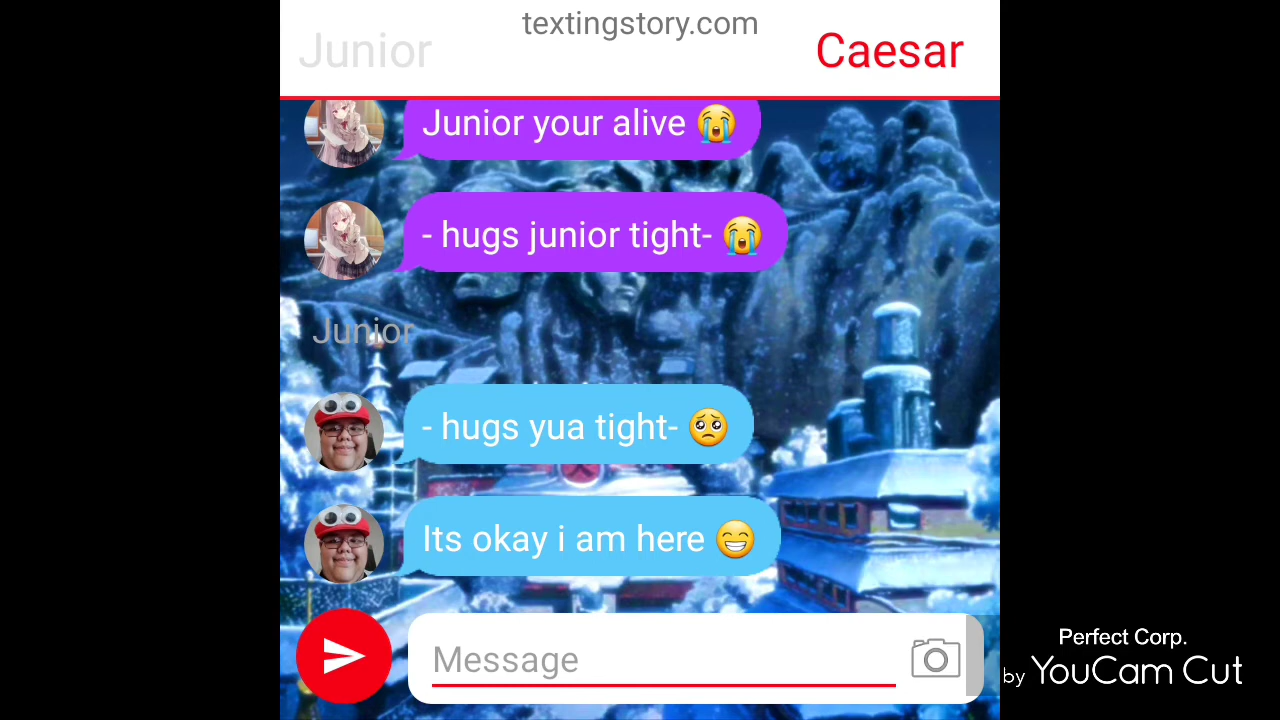 textingstory.com
Junior
Caesar
Junior your alive 😭
- hugs junior tight- 😭
Junior
- hugs yua tight- 🥺
Its okay i am here 😁
Message
Perfect Corp.
by YouCam Cut